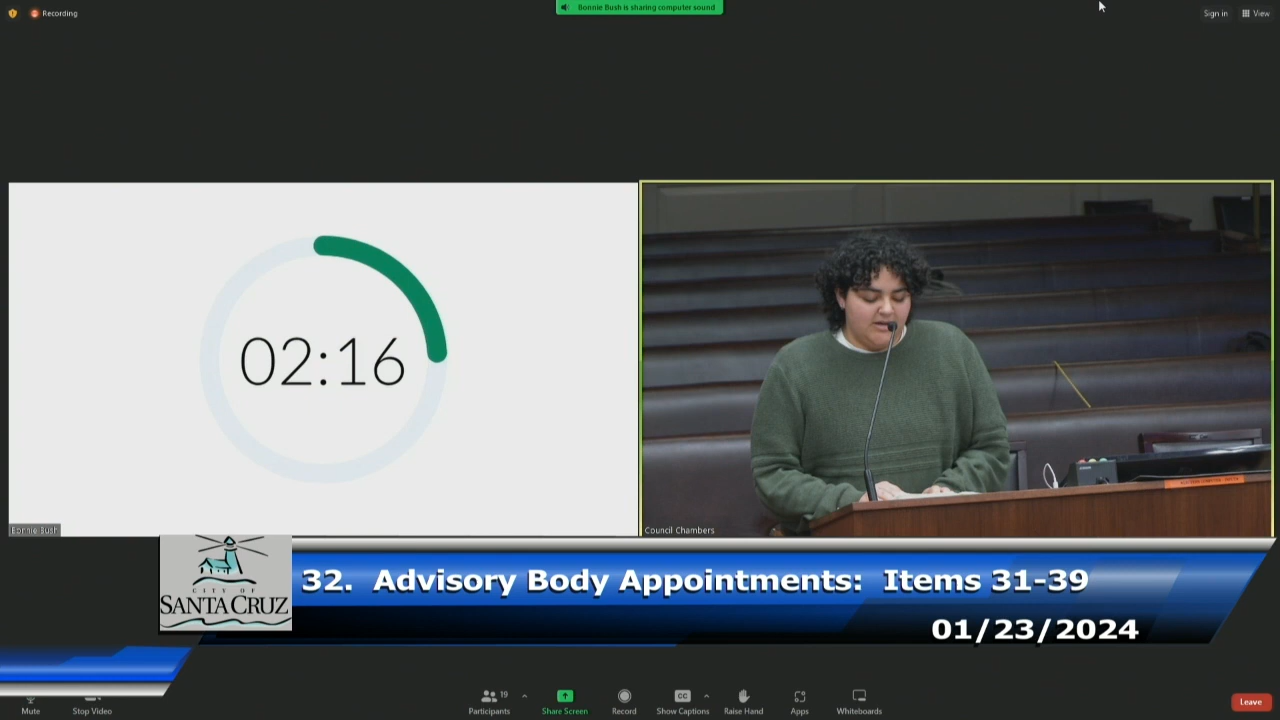 Recording
Bonnie Bush is sharing computer sound
Sign in
View
02:16
Bonnie Bush
Council Chambers
CITY OF
SANTA CRUZ
32. Advisory Body Appointments: Items 31-39
01/23/2024
Mute
Stop Video
Participants
19
Share Screen
Record
CC
Show Captions
Raise Hand
Apps
Whiteboards
Leave